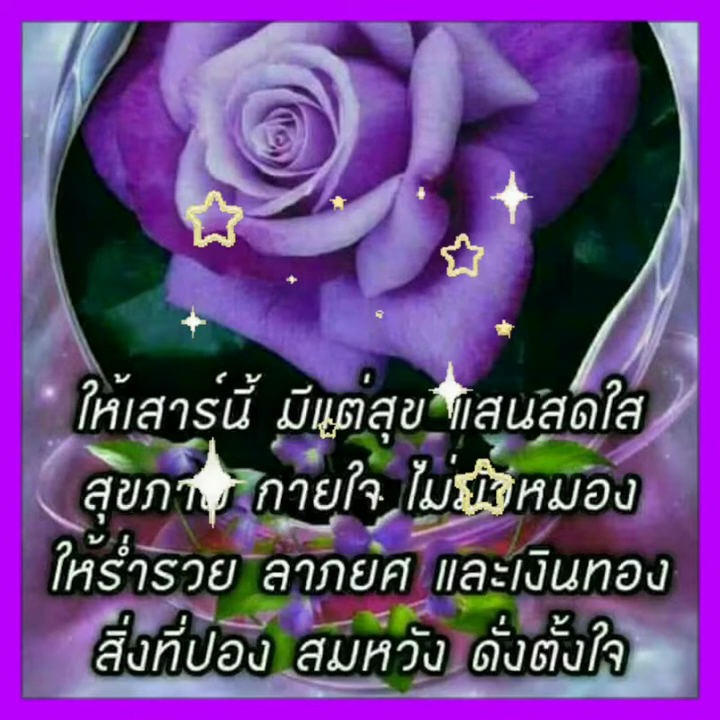 ให้เสาร์นี้ มีแต่สุข แสนสดใส
สุขภาพ กายใจ ไม่มัวหมอง
ให้ร่ำรวย ลาภยศ และเงินทอง
สิ่งที่ปอง สมหวัง ดั่งตั้งใจ